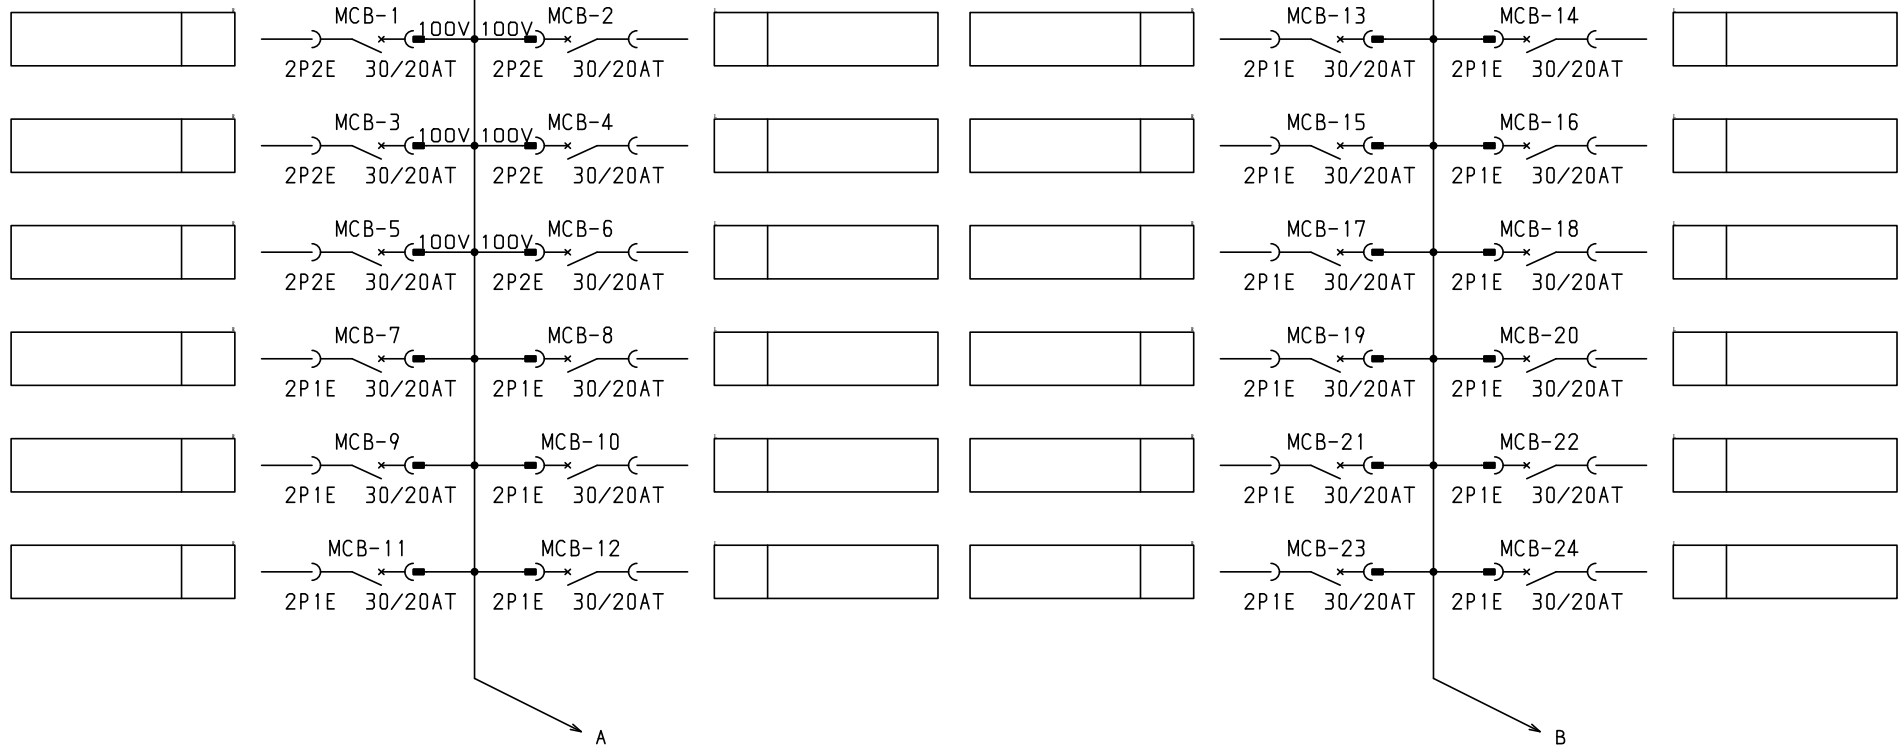 MCB-1 100V 100V MCB-2 MCB-13 MCB-14
2P2E 30/20AT 2P2E 30/20AT 2P1E 30/20AT 2P1E 30/20AT
MCB-3 100V 100V MCB-4 MCB-15 MCB-16
2P2E 30/20AT 2P2E 30/20AT 2P1E 30/20AT 2P1E 30/20AT
MCB-5 100V 100V MCB-6 MCB-17 MCB-18
2P2E 30/20AT 2P2E 30/20AT 2P1E 30/20AT 2P1E 30/20AT
MCB-7 MCB-8 MCB-19 MCB-20
2P1E 30/20AT 2P1E 30/20AT 2P1E 30/20AT 2P1E 30/20AT
MCB-9 MCB-10 MCB-21 MCB-22
2P1E 30/20AT 2P1E 30/20AT 2P1E 30/20AT 2P1E 30/20AT
MCB-11 MCB-12 MCB-23 MCB-24
2P1E 30/20AT 2P1E 30/20AT 2P1E 30/20AT 2P1E 30/20AT
A B